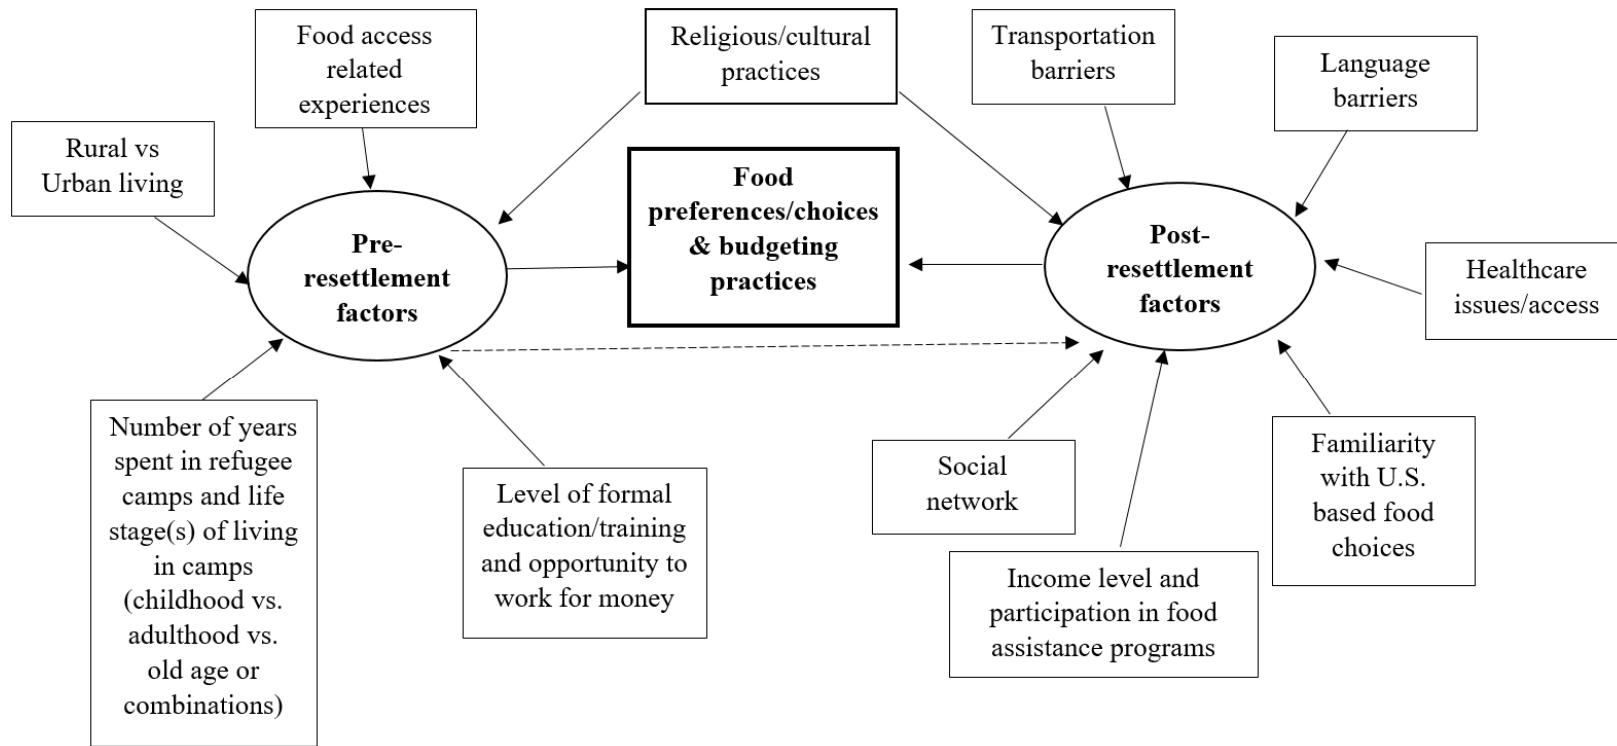 Food access
related
experiences
Religious/cultural
practices
Transportation
barriers
Language
barriers
Rural vs
Urban living
Food
preferences/choices
& budgeting
practices
Pre-
resettlement
factors
Post-
resettlement
factors
Healthcare
issues/access
Number of years
spent in refugee
camps and life
stage(s) of living
in camps
(childhood vs.
adulthood vs.
old age or
combinations)
Level of formal
education/training
and opportunity to
work for money
Social
network
Income level and
participation in food
assistance programs
Familiarity
with U.S.
based food
choices